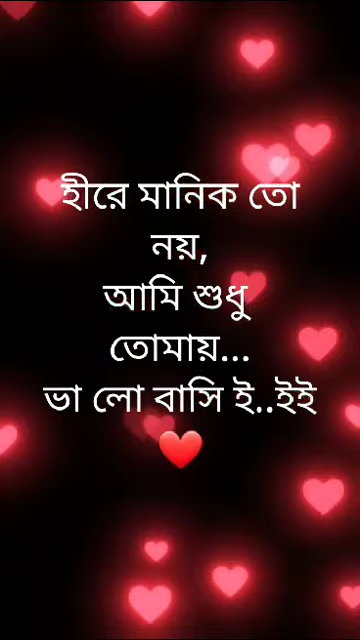 হীরে মানিক তো
নয়,
আমি শুধু
তোমায়...
ভা লো বাসি ই..ইই
❤️